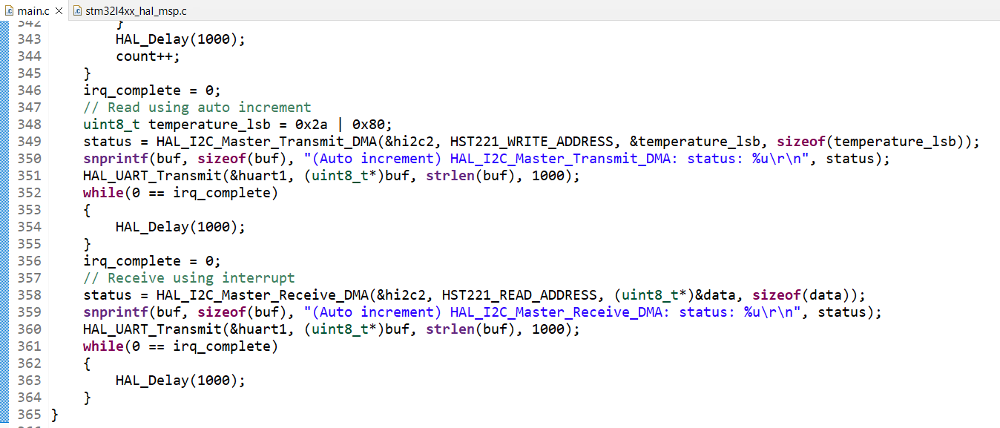 main.c stm32l4xx_hal_msp.c
342 }
343 HAL_Delay(1000);
344 count++;
345 }
346 irq_complete = 0;
347 // Read using auto increment
348 uint8_t temperature_lsb = 0x2a | 0x80;
349 status = HAL_I2C_Master_Transmit_DMA(&hi2c2, HST221_WRITE_ADDRESS, &temperature_lsb, sizeof(temperature_lsb));
350 snprintf(buf, sizeof(buf), "(Auto increment) HAL_I2C_Master_Transmit_DMA: status: %u\r\n", status);
351 HAL_UART_Transmit(&huart1, (uint8_t*)buf, strlen(buf), 1000);
352 while(0 == irq_complete)
353 {
354 HAL_Delay(1000);
355 }
356 irq_complete = 0;
357 // Receive using interrupt
358 status = HAL_I2C_Master_Receive_DMA(&hi2c2, HST221_READ_ADDRESS, (uint8_t*)&data, sizeof(data));
359 snprintf(buf, sizeof(buf), "(Auto increment) HAL_I2C_Master_Receive_DMA: status: %u\r\n", status);
360 HAL_UART_Transmit(&huart1, (uint8_t*)buf, strlen(buf), 1000);
361 while(0 == irq_complete)
362 {
363 HAL_Delay(1000);
364 }
365 }